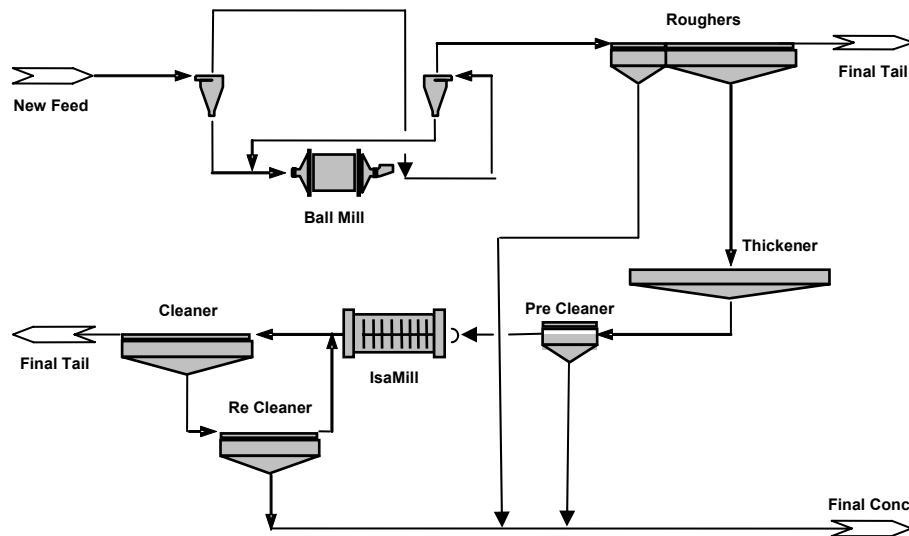 Roughers
Final Tail
New Feed
Ball Mill
Thickener
Pre Cleaner
Cleaner
Final Tail
IsaMill
Re Cleaner
Final Conc